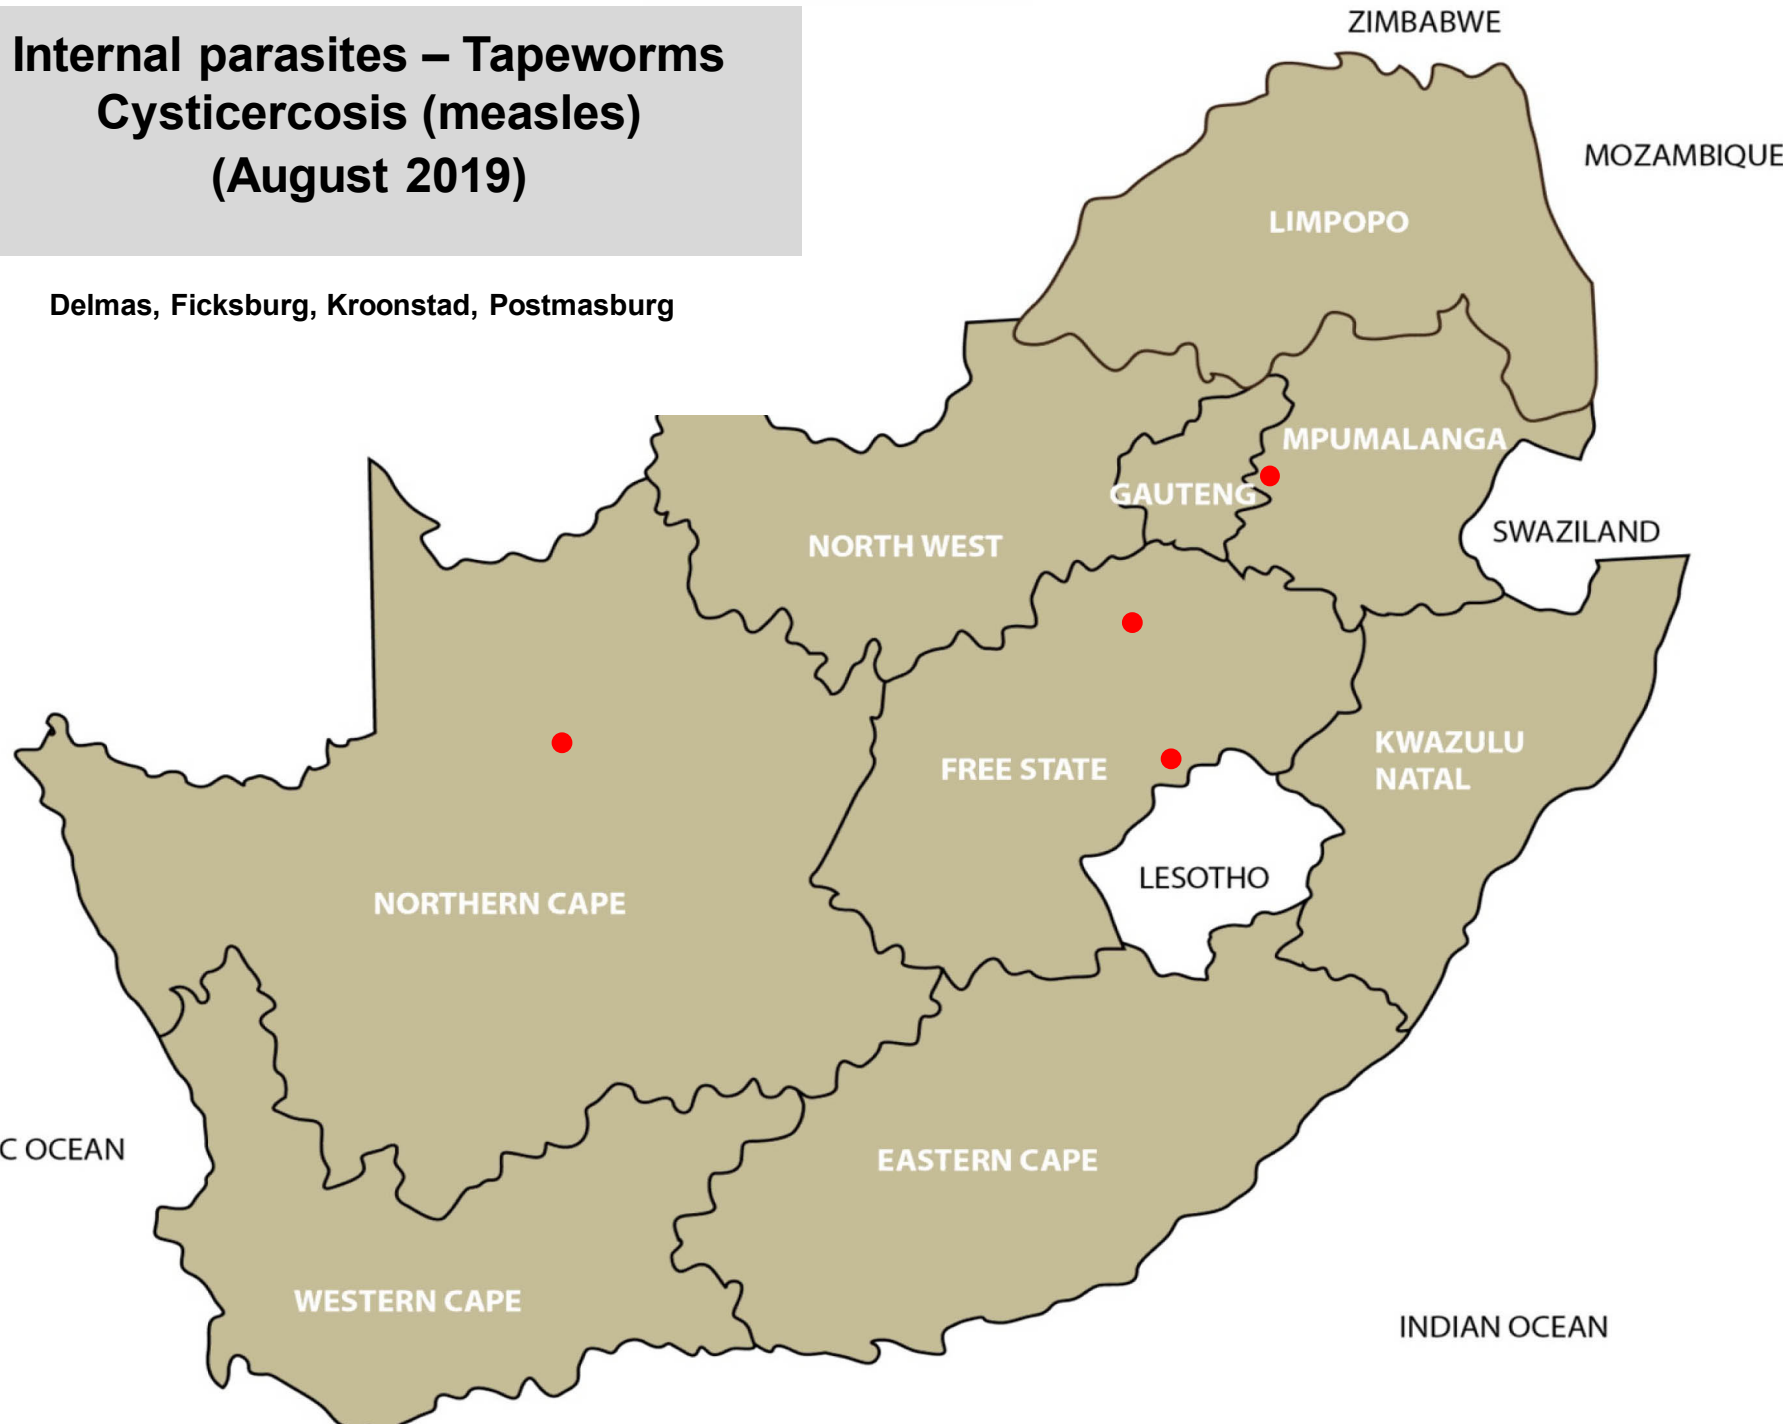 Internal parasites – Tapeworms
Cysticercosis (measles)
(August 2019)
Delmas, Ficksburg, Kroonstad, Postmasburg
ZIMBABWE
MOZAMBIQUE
LIMPOPO
MPUMALANGA
GAUTENG
SWAZILAND
NORTH WEST
KWAZULU
NATAL
FREE STATE
LESOTHO
NORTHERN CAPE
C OCEAN
EASTERN CAPE
WESTERN CAPE
INDIAN OCEAN